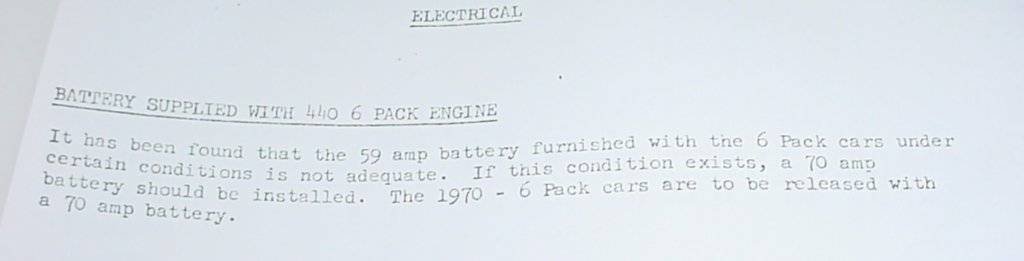 ELECTRICAL
BATTERY SUPPLIED WITH 440 6 PACK ENGINE
It has been found that the 59 amp battery furnished with the 6 Pack cars under
certain conditions is not adequate. If this condition exists, a 70 amp
battery should be installed. The 1970 - 6 Pack cars are to be released with
a 70 amp battery.